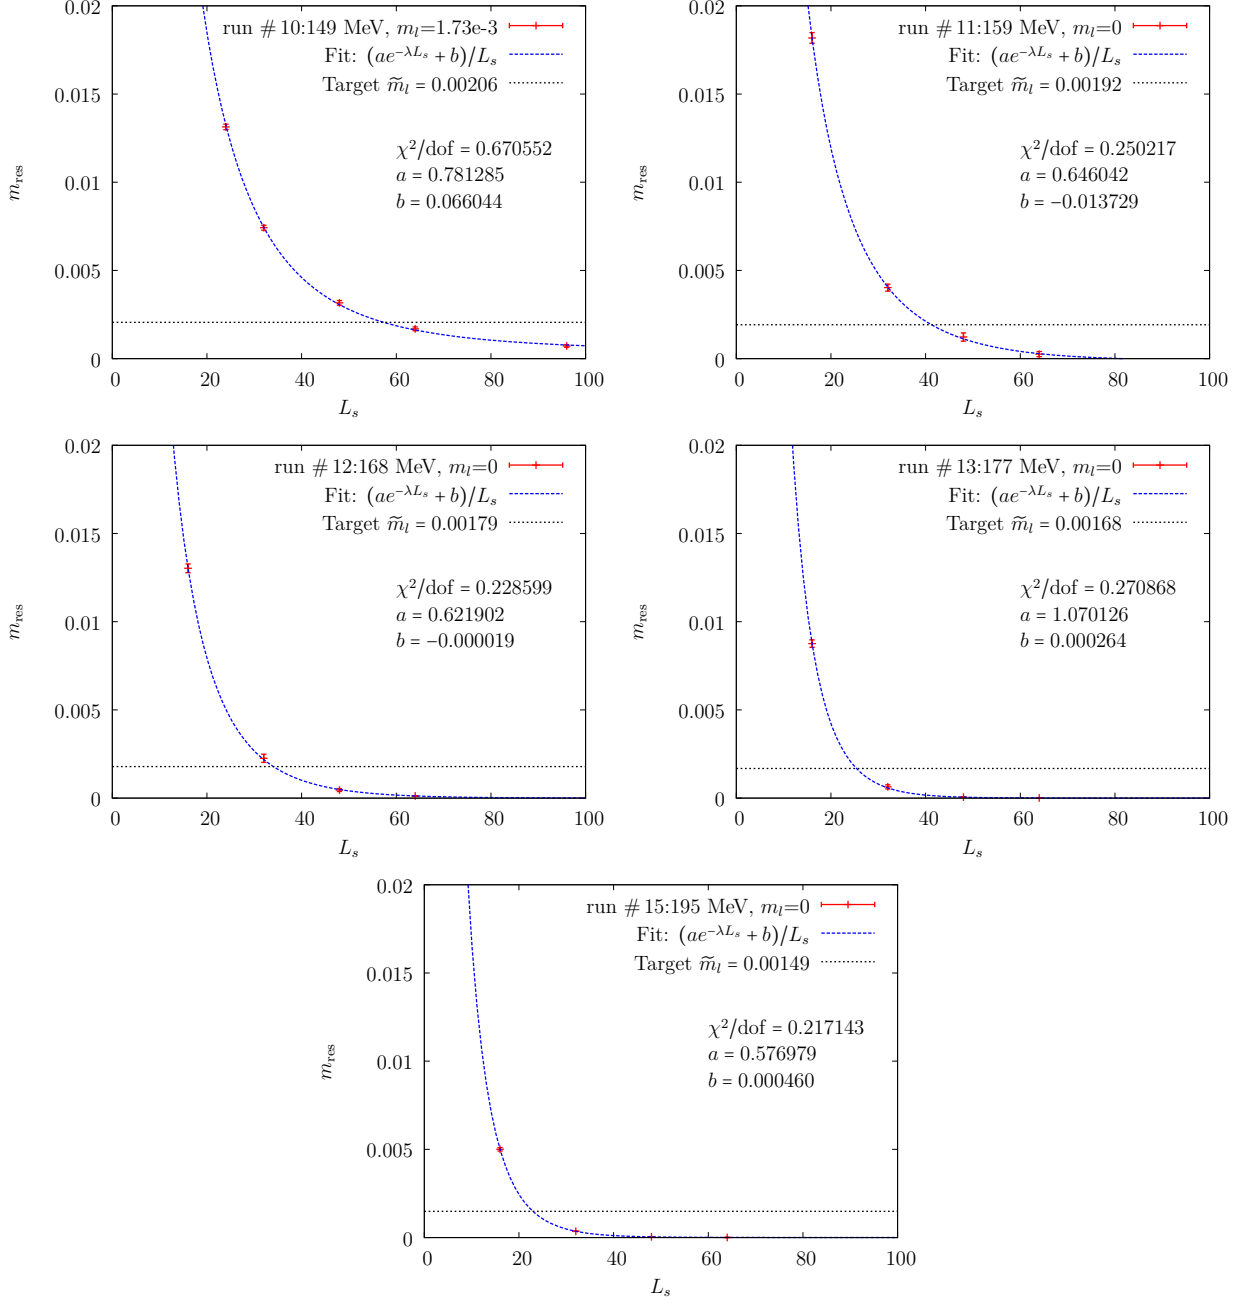 run #10:149 MeV, m_l=1.73e-3
Fit: (ae^{-λL_s} + b)/L_s
Target m̃_l = 0.00206
χ²/dof = 0.670552
a = 0.781285
b = 0.066044
m_res
0.02
0.015
0.01
0.005
0
0 20 40 60 80 100
L_s
run #11:159 MeV, m_l=0
Fit: (ae^{-λL_s} + b)/L_s
Target m̃_l = 0.00192
χ²/dof = 0.250217
a = 0.646042
b = −0.013729
m_res
0.02
0.015
0.01
0.005
0
0 20 40 60 80 100
L_s
run #12:168 MeV, m_l=0
Fit: (ae^{-λL_s} + b)/L_s
Target m̃_l = 0.00179
χ²/dof = 0.228599
a = 0.621902
b = −0.000019
m_res
0.02
0.015
0.01
0.005
0
0 20 40 60 80 100
L_s
run #13:177 MeV, m_l=0
Fit: (ae^{-λL_s} + b)/L_s
Target m̃_l = 0.00168
χ²/dof = 0.270868
a = 1.070126
b = 0.000264
m_res
0.02
0.015
0.01
0.005
0
0 20 40 60 80 100
L_s
run #15:195 MeV, m_l=0
Fit: (ae^{-λL_s} + b)/L_s
Target m̃_l = 0.00149
χ²/dof = 0.217143
a = 0.576979
b = 0.000460
m_res
0.02
0.015
0.01
0.005
0
0 20 40 60 80 100
L_s